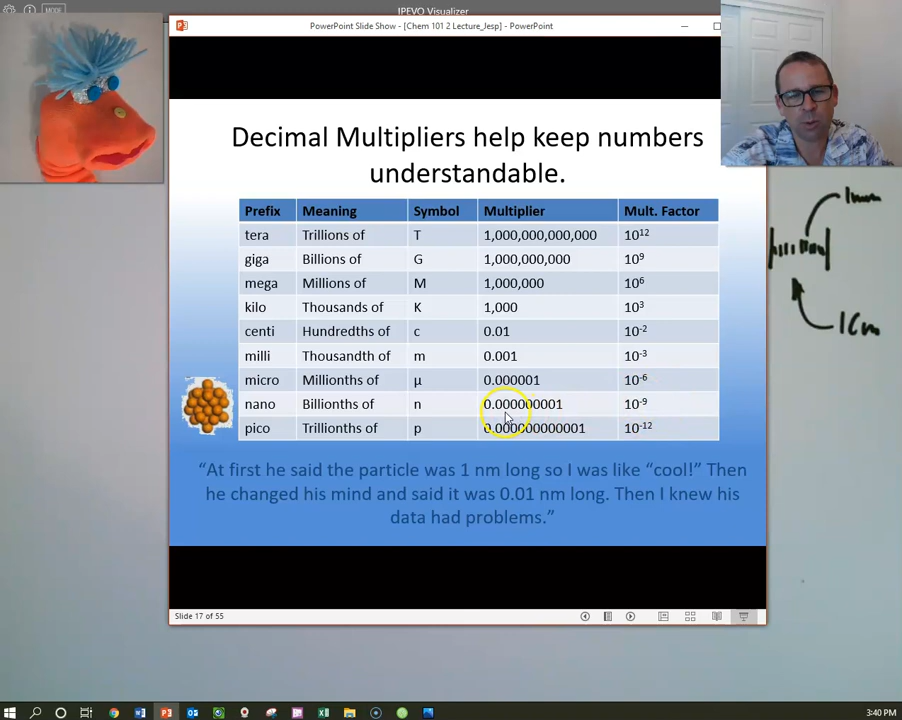 MODE
IPEVO Visualizer
PowerPoint Slide Show - [Chem 101 2 Lecture_Jesp] - PowerPoint
Decimal Multipliers help keep numbers
understandable.
Prefix Meaning Symbol Multiplier Mult. Factor
tera Trillions of T 1,000,000,000,000 10¹²
giga Billions of G 1,000,000,000 10⁹
mega Millions of M 1,000,000 10⁶
kilo Thousands of K 1,000 10³
centi Hundredths of c 0.01 10⁻²
milli Thousandth of m 0.001 10⁻³
micro Millionths of µ 0.000001 10⁻⁶
nano Billionths of n 0.000000001 10⁻⁹
pico Trillionths of p 0.000000000001 10⁻¹²
“At first he said the particle was 1 nm long so I was like “cool!” Then
he changed his mind and said it was 0.01 nm long. Then I knew his
data had problems.”
1mm
1cm
Slide 17 of 55
3:40 PM